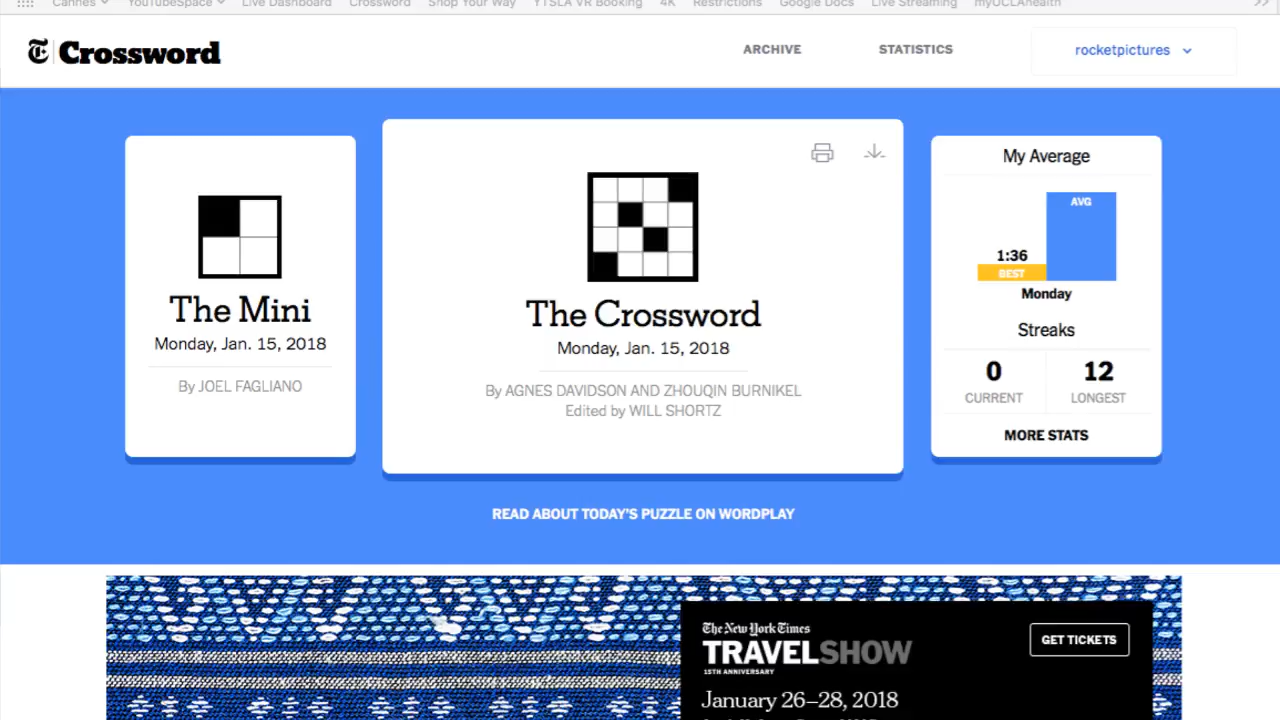 Cannes YouTubeSpace Live Dashboard Crossword Shop Your Way YTSLA VR Booking 4K Restrictions Google Docs Live Streaming myUCLAhealth
T Crossword
ARCHIVE STATISTICS rocketpictures
The Mini
Monday, Jan. 15, 2018
By JOEL FAGLIANO
The Crossword
Monday, Jan. 15, 2018
By AGNES DAVIDSON AND ZHOUQIN BURNIKEL
Edited by WILL SHORTZ
My Average
AVG
1:36
BEST
Monday
Streaks
0 12
CURRENT LONGEST
MORE STATS
READ ABOUT TODAY'S PUZZLE ON WORDPLAY
The New York Times
TRAVELSHOW
15TH ANNIVERSARY
GET TICKETS
January 26–28, 2018